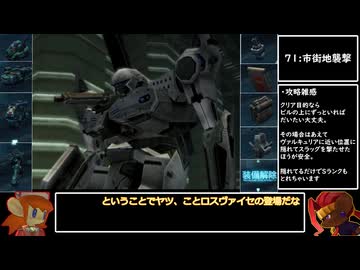 71:市街地襲撃
・攻略雑感
クリア目的なら
ビルの上にずっといれば
だいたい大丈夫。
その場合はあえて
ヴァルキュリアに近い位置に
隠れてスラッグを撃たせた
ほうが安全。
隠れてるだけでSランクも
とれちゃいます
装備解除
ということでヤツ、ことロスヴァイセの登場だな